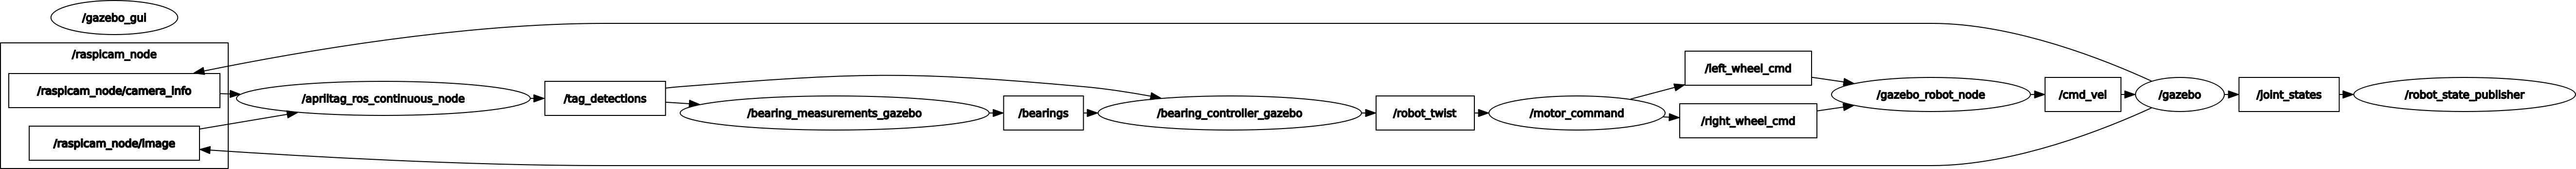 /gazebo_gui
/raspicam_node
/raspicam_node/camera_info
/raspicam_node/image
/apriltag_ros_continuous_node
/tag_detections
/bearing_measurements_gazebo
/bearings
/bearing_controller_gazebo
/robot_twist
/motor_command
/left_wheel_cmd
/right_wheel_cmd
/gazebo_robot_node
/cmd_vel
/gazebo
/joint_states
/robot_state_publisher